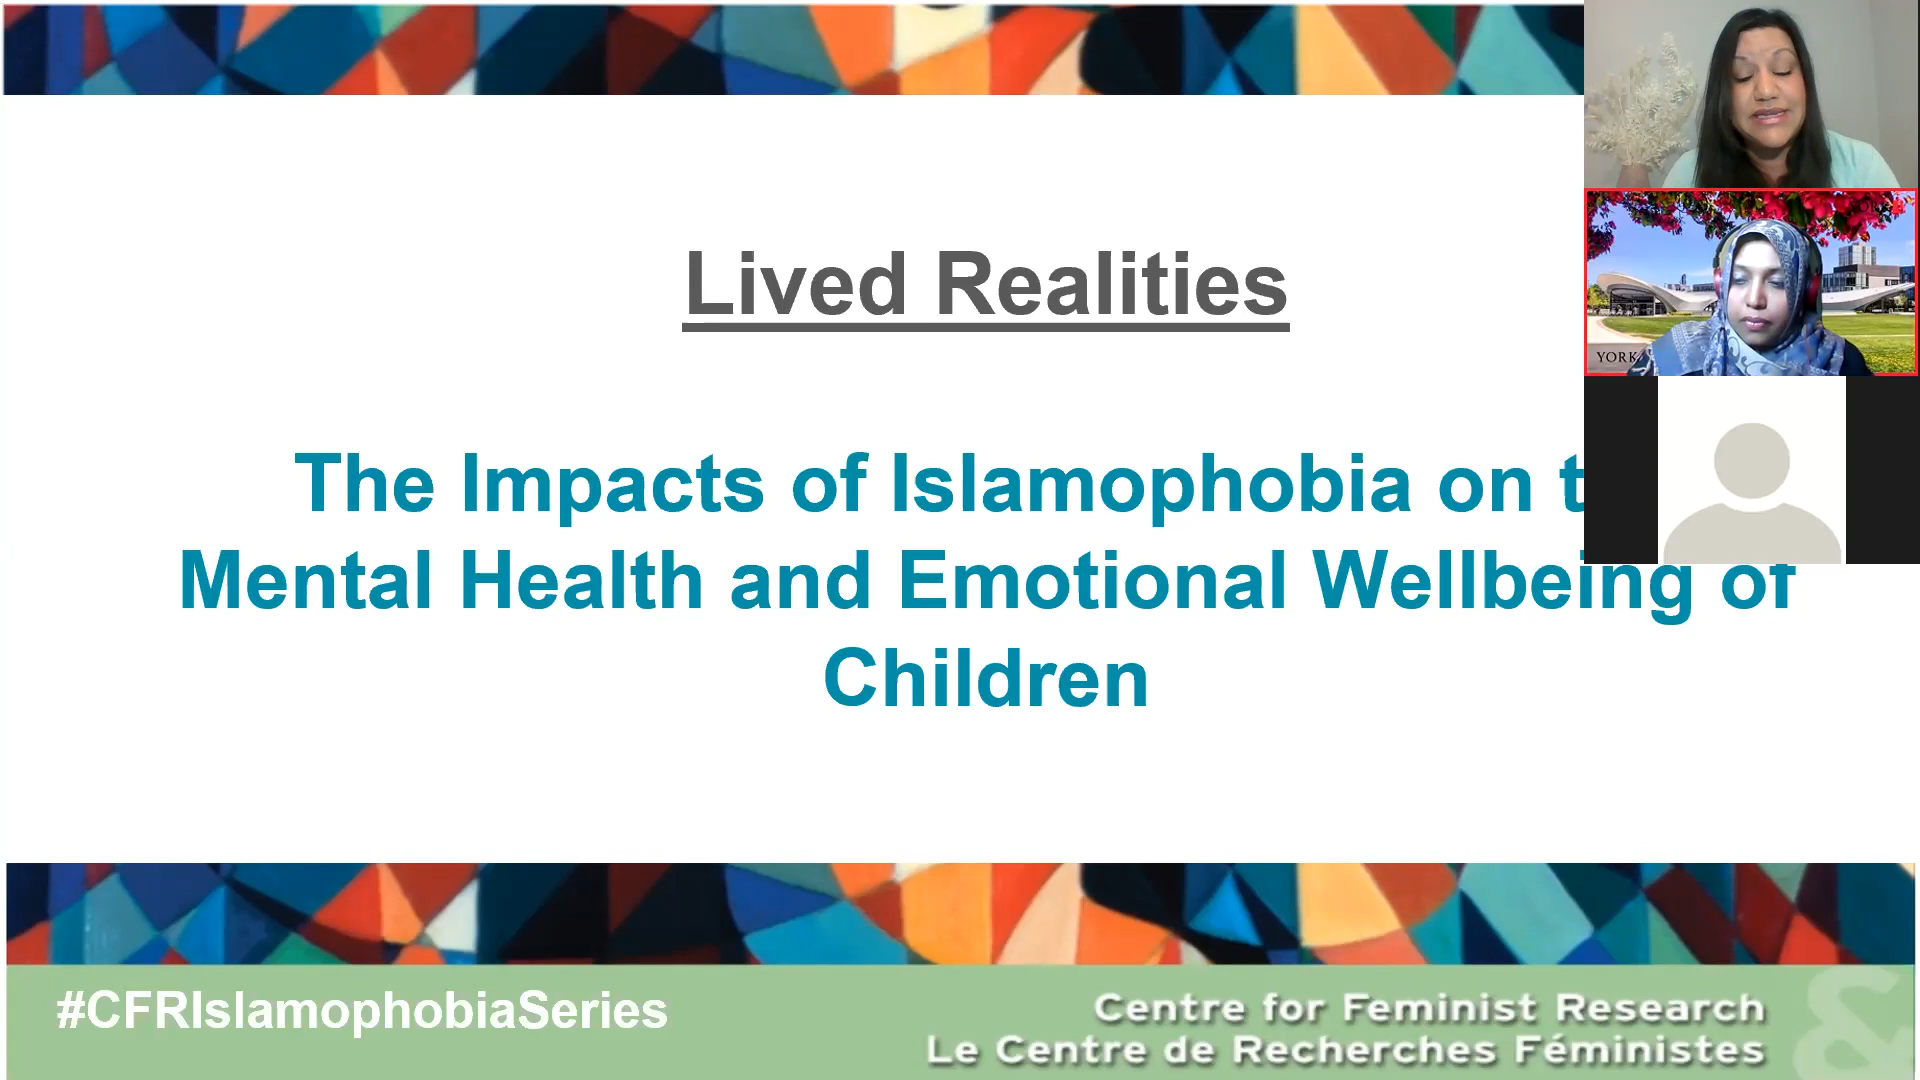 Lived Realities
The Impacts of Islamophobia on
Mental Health and Emotional Wellbeing of
Children
YORK
#CFRIslamophobiaSeries
Centre for Feminist Research
Le Centre de Recherches Féministes
&